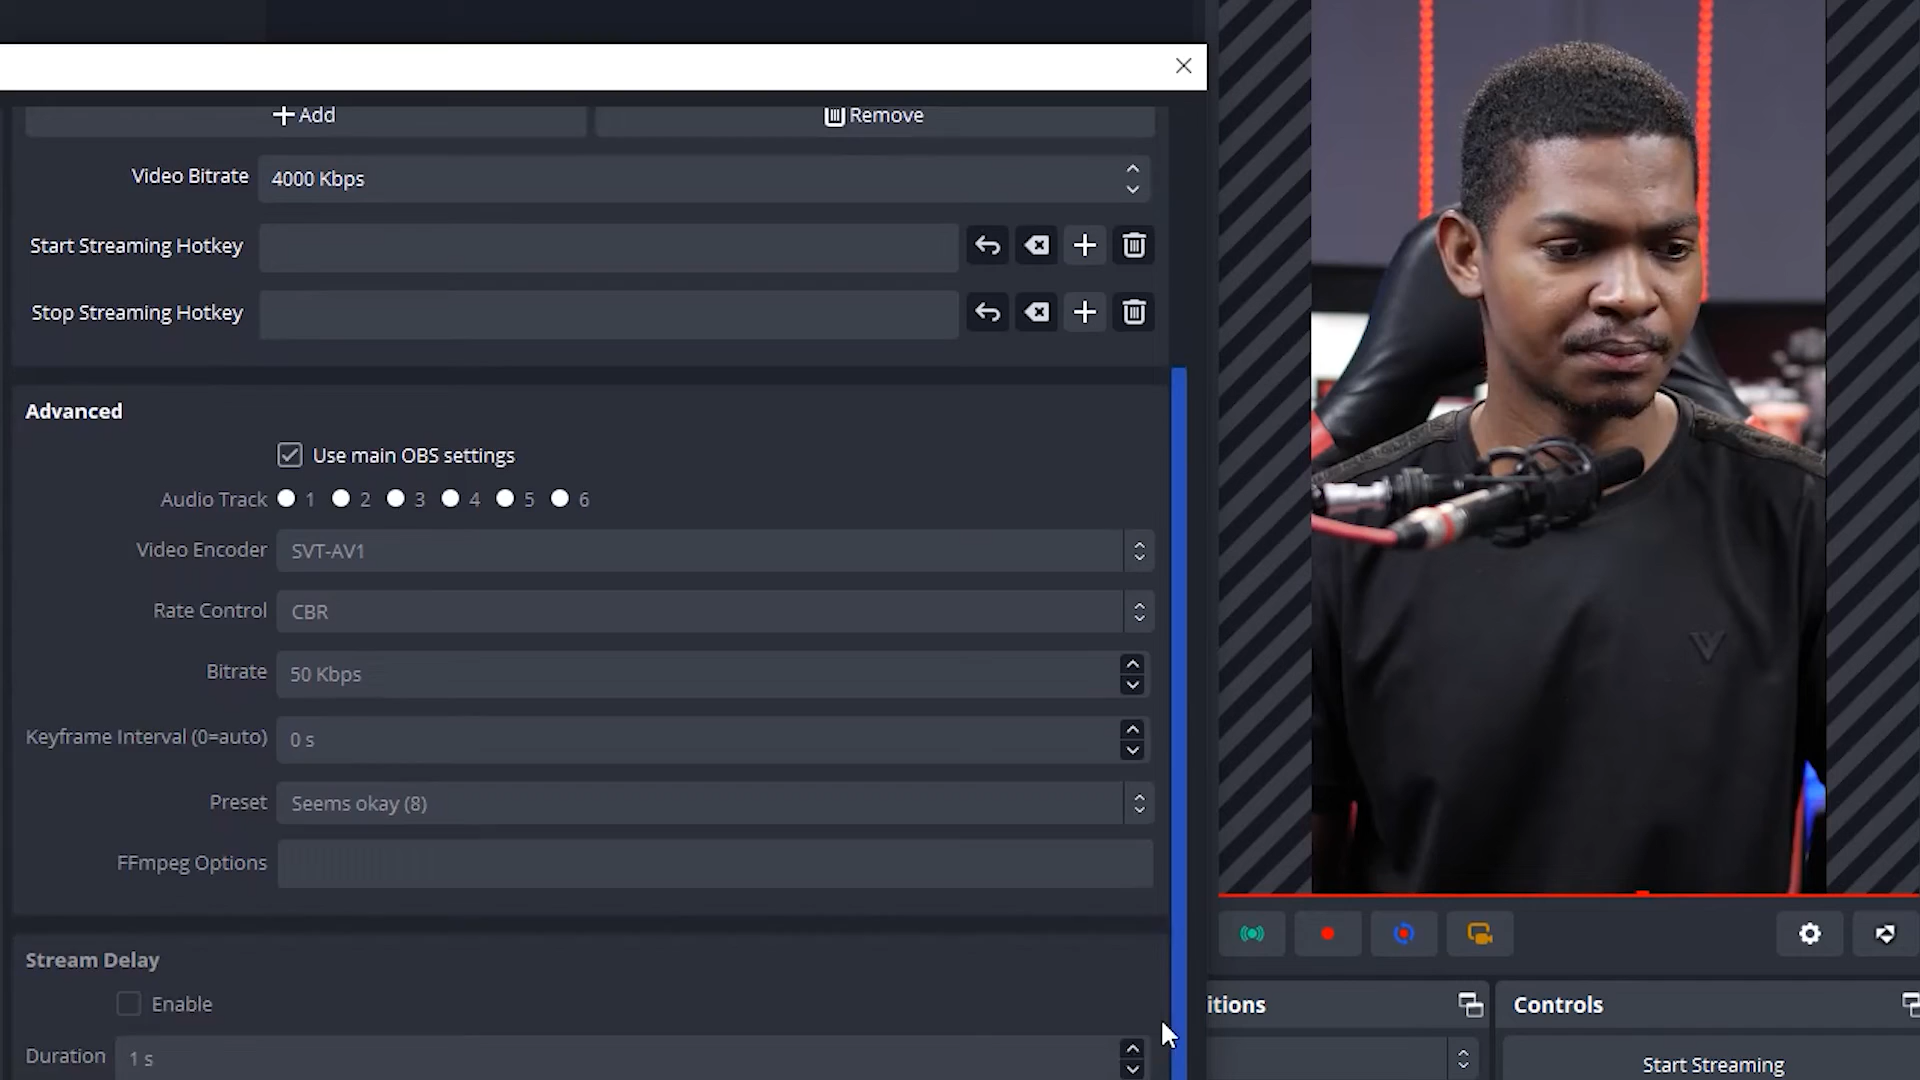 Add
Remove
Video Bitrate
4000 Kbps
Start Streaming Hotkey
Stop Streaming Hotkey
Advanced
Use main OBS settings
Audio Track 1 2 3 4 5 6
Video Encoder
SVT-AV1
Rate Control
CBR
Bitrate
50 Kbps
Keyframe Interval (0=auto)
0 s
Preset
Seems okay (8)
FFmpeg Options
Stream Delay
Enable
Duration
1 s
itions
Controls
Start Streaming